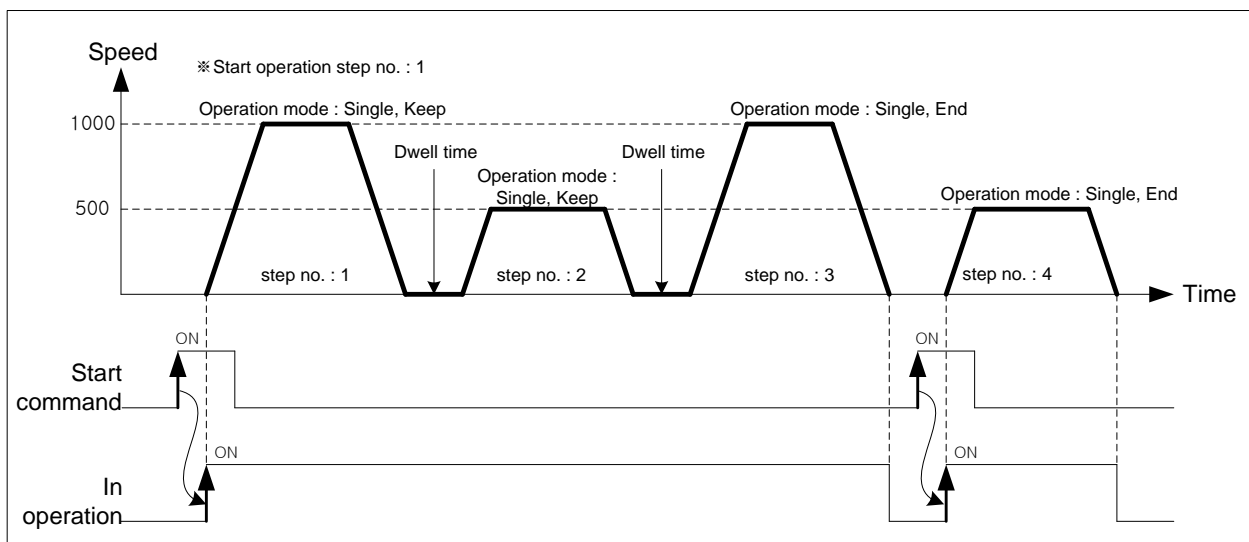 Speed
※Start operation step no. : 1
Operation mode : Single, Keep
Operation mode : Single, End
1000
Dwell time
Dwell time
Operation mode :
Single, Keep
Operation mode : Single, End
500
step no. : 1
step no. : 2
step no. : 3
step no. : 4
Time
ON
ON
Start
command
ON
ON
In
operation